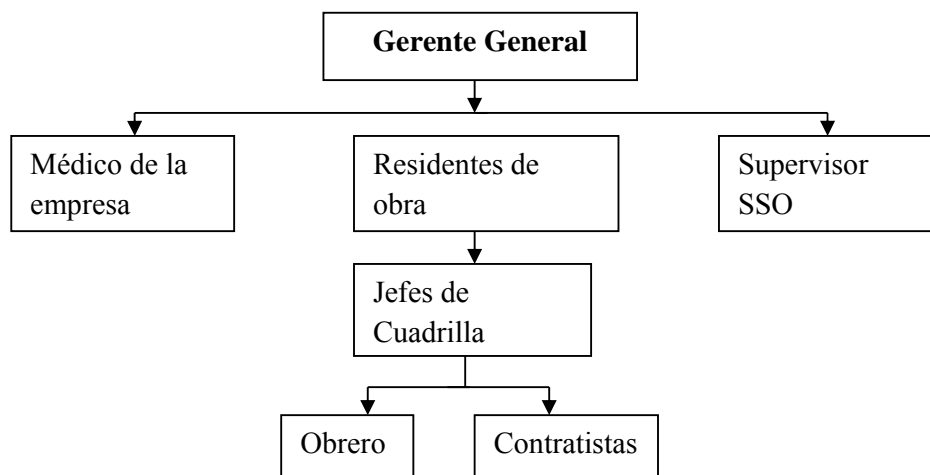 Gerente General
Médico de la
empresa
Residentes de
obra
Supervisor
SSO
Jefes de
Cuadrilla
Obrero
Contratistas